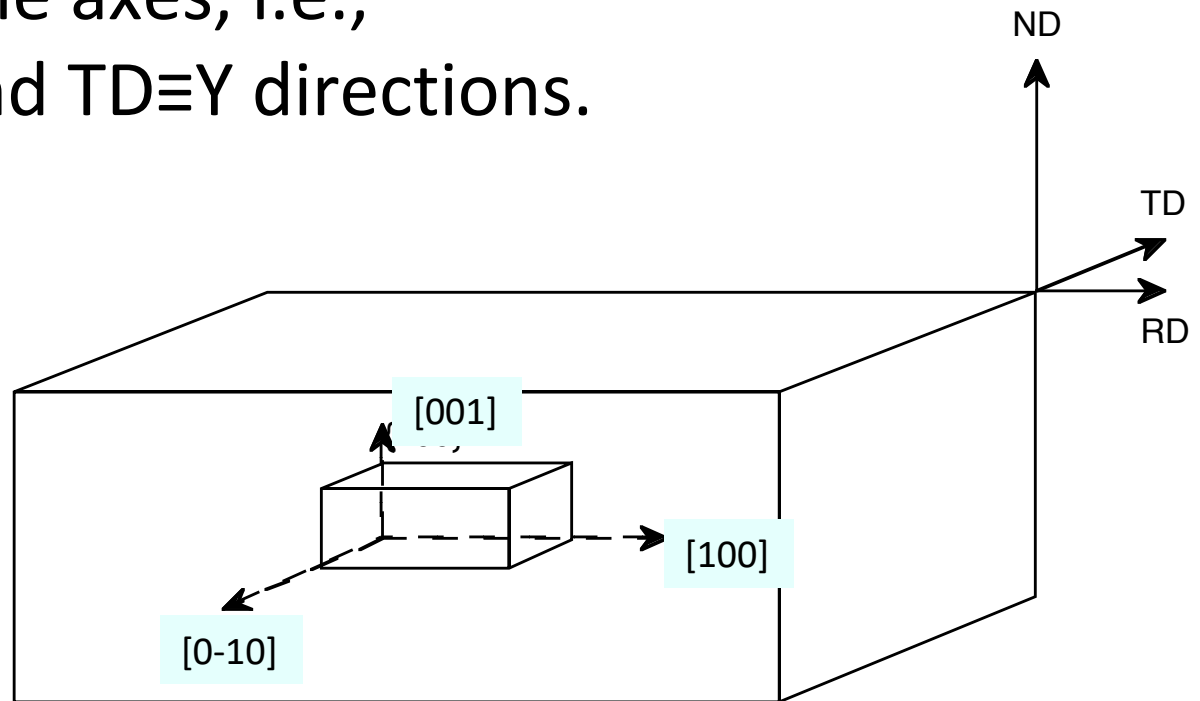 axes, i.e.,
TD≡Y directions.
ND
TD
RD
[001]
[100]
[0-10]